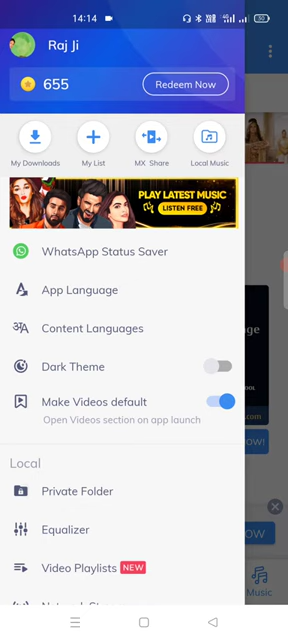 14:14
50
Raj Ji
655
Redeem Now
My Downloads
My List
MX Share
Local Music
PLAY LATEST MUSIC
LISTEN FREE
WhatsApp Status Saver
App Language
Content Languages
Dark Theme
Make Videos default
Open Videos section on app launch
Local
Private Folder
Equalizer
Video Playlists NEW
Music